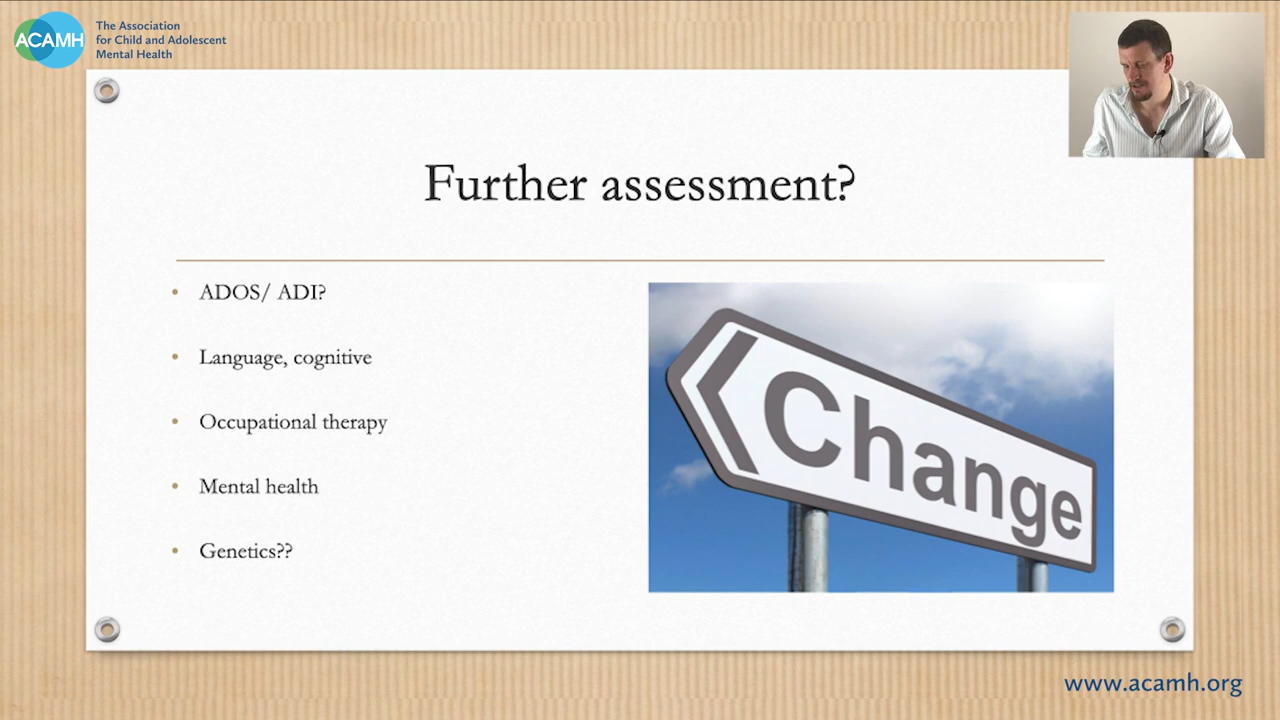 ACAMH
The Association
for Child and Adolescent
Mental Health
Further assessment?
ADOS/ ADI?
Language, cognitive
Occupational therapy
Mental health
Genetics??
Change
www.acamh.org